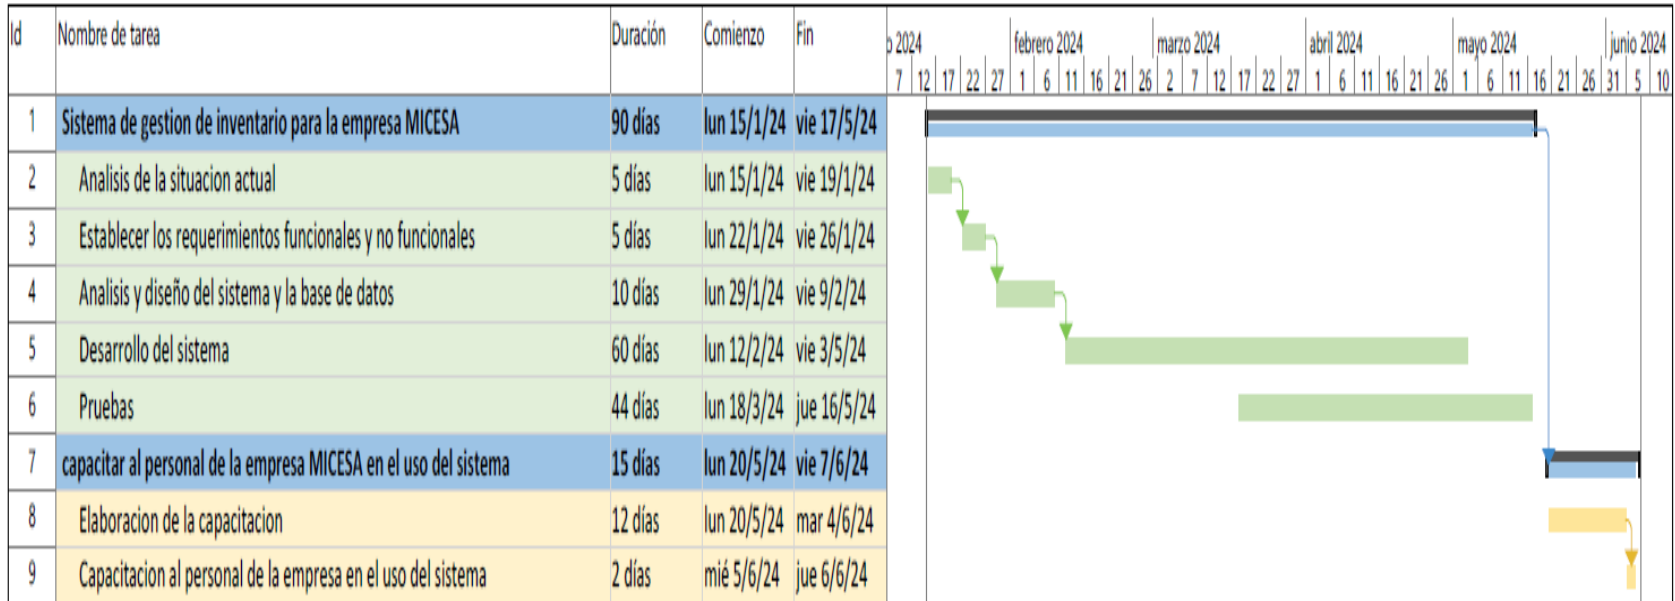 Id Nombre de tarea Duración Comienzo Fin
o 2024 febrero 2024 marzo 2024 abril 2024 mayo 2024 junio 2024
7 12 17 22 27 1 6 11 16 21 26 2 7 12 17 22 27 1 6 11 16 21 26 1 6 11 16 21 26 31 5 10
1 Sistema de gestion de inventario para la empresa MICESA 90 días lun 15/1/24 vie 17/5/24
2 Analisis de la situacion actual 5 días lun 15/1/24 vie 19/1/24
3 Establecer los requerimientos funcionales y no funcionales 5 días lun 22/1/24 vie 26/1/24
4 Analisis y diseño del sistema y la base de datos 10 días lun 29/1/24 vie 9/2/24
5 Desarrollo del sistema 60 días lun 12/2/24 vie 3/5/24
6 Pruebas 44 días lun 18/3/24 jue 16/5/24
7 capacitar al personal de la empresa MICESA en el uso del sistema 15 días lun 20/5/24 vie 7/6/24
8 Elaboracion de la capacitacion 12 días lun 20/5/24 mar 4/6/24
9 Capacitacion al personal de la empresa en el uso del sistema 2 días mié 5/6/24 jue 6/6/24